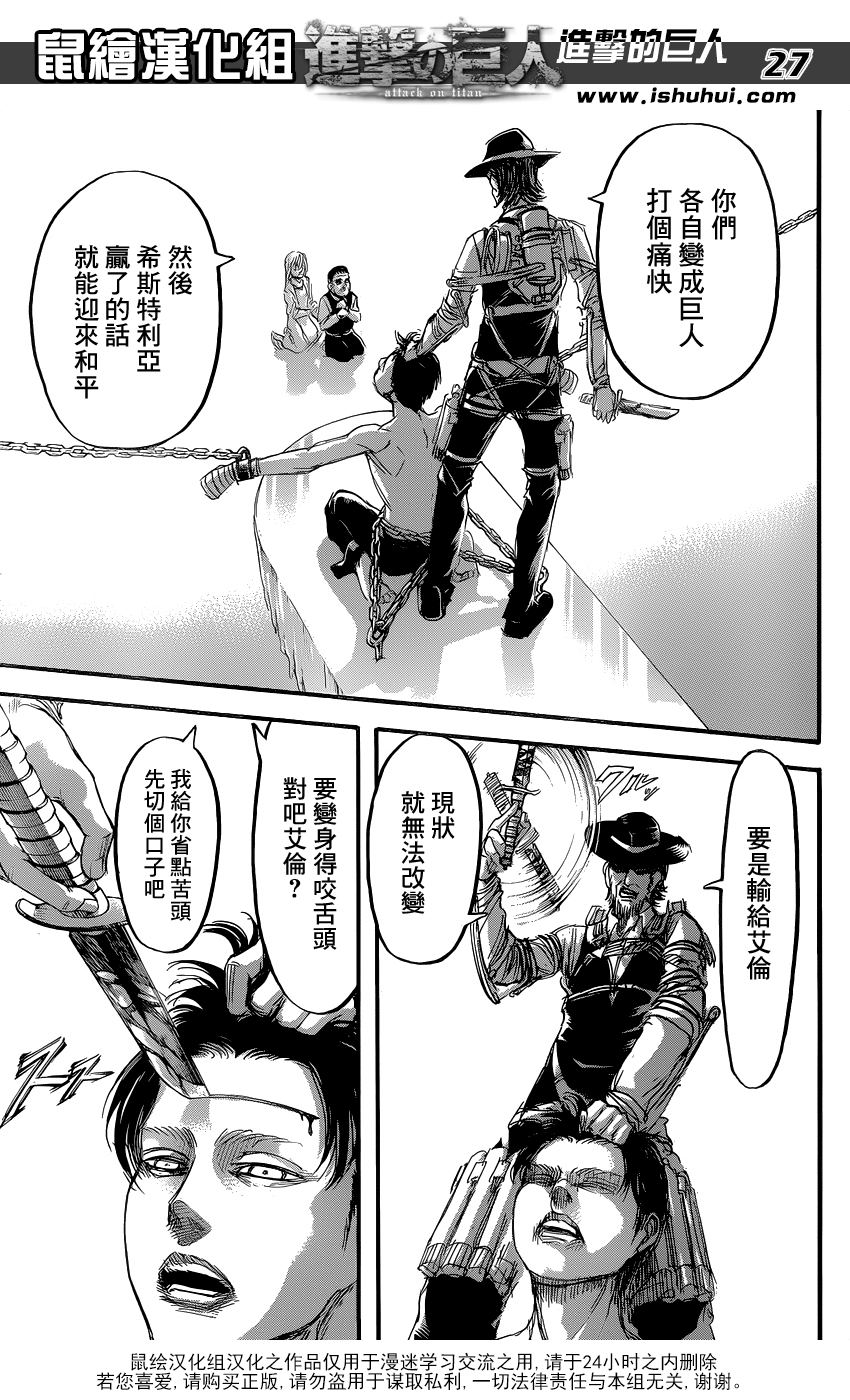 鼠繪漢化組
進撃の巨人
attack on titan
進擊的巨人
www.ishuhui.com
27
你們
各自變成巨人
打個痛快
然後
希斯特利亞
贏了的話
就能迎來和平
要是輸給艾倫
現狀
就無法改變
クルッ
要變身得咬舌頭
對吧艾倫？
我給你省點苦頭
先切個口子吧
鼠绘汉化组汉化之作品仅用于漫迷学习交流之用，请于24小时之内删除
若您喜爱，请购买正版，请勿盗用于谋取私利，一切法律责任与本组无关，谢谢。